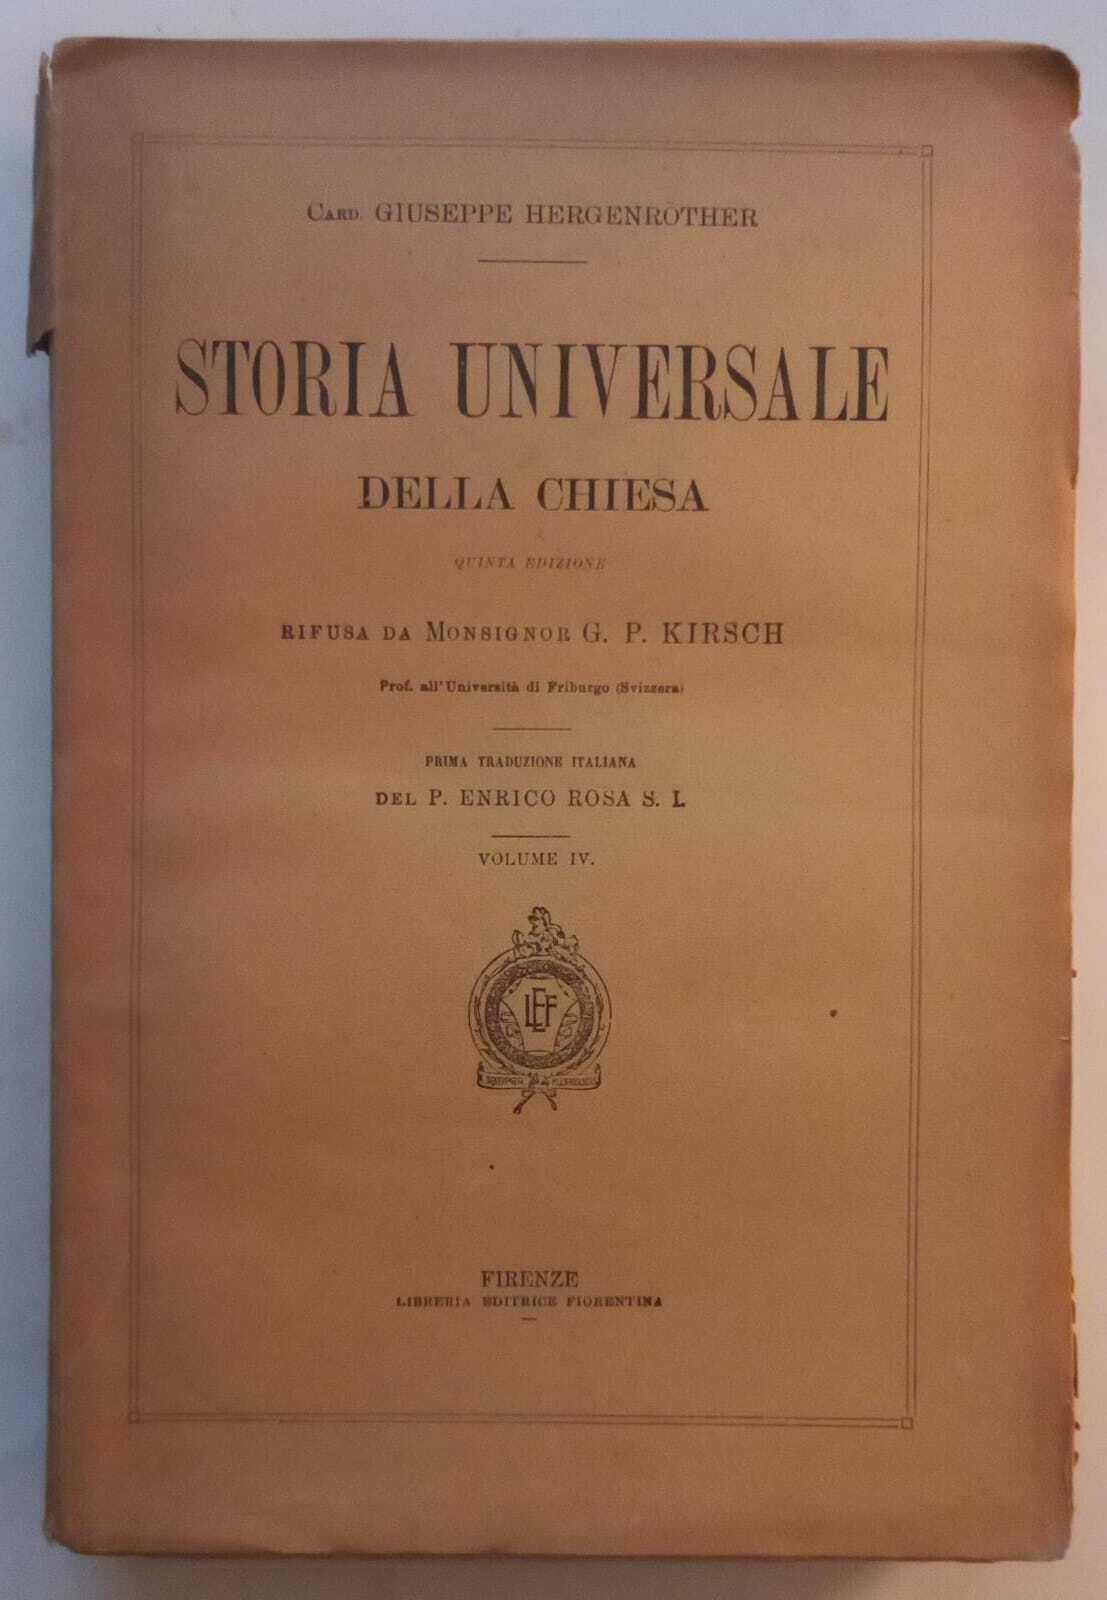 Card. GIUSEPPE HERGENRÖTHER
STORIA UNIVERSALE
DELLA CHIESA
QUINTA EDIZIONE
RIFUSA DA Monsignor G. P. KIRSCH
Prof. all'Università di Friburgo (Svizzera)
PRIMA TRADUZIONE ITALIANA
DEL P. ENRICO ROSA S. I.
VOLUME IV.
LEF
SEMPER
FIRENZE
LIBRERIA EDITRICE FIORENTINA